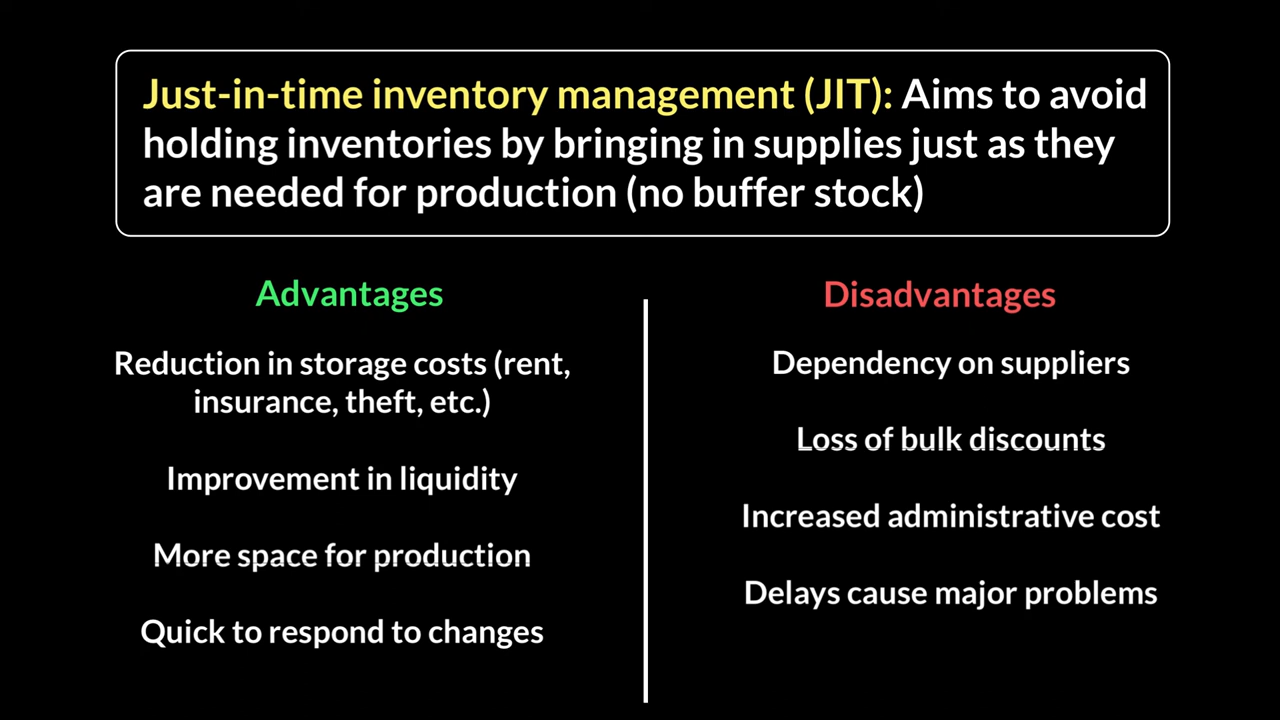 Just-in-time inventory management (JIT): Aims to avoid
holding inventories by bringing in supplies just as they
are needed for production (no buffer stock)
Advantages
Reduction in storage costs (rent,
insurance, theft, etc.)
Improvement in liquidity
More space for production
Quick to respond to changes
Disadvantages
Dependency on suppliers
Loss of bulk discounts
Increased administrative cost
Delays cause major problems